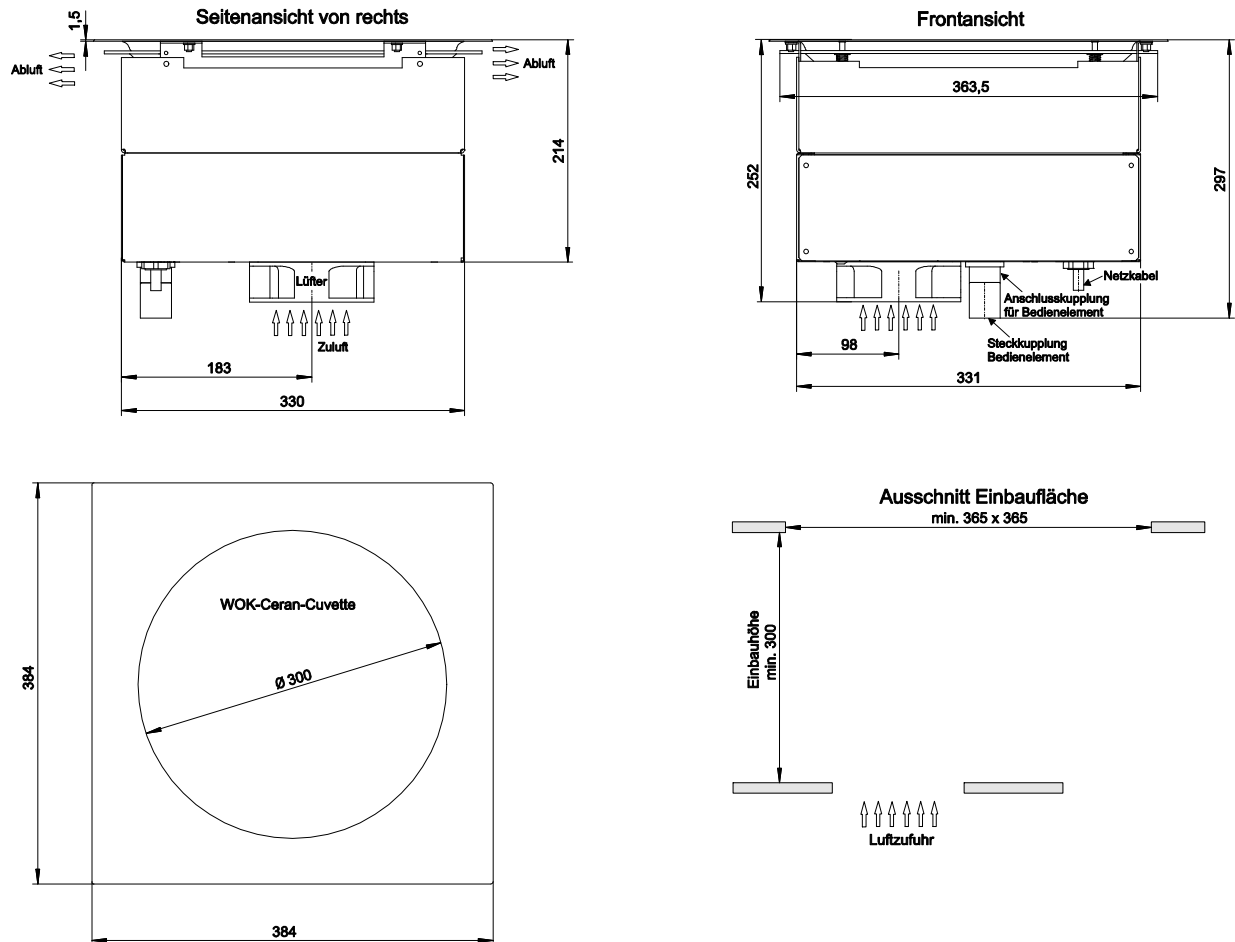 Seitenansicht von rechts
1,5
Abluft
Abluft
214
Lüfter
Zuluft
183
330
Frontansicht
363,5
252
297
Netzkabel
Anschlusskupplung
für Bedienelement
Steckkupplung
Bedienelement
98
331
WOK-Ceran-Cuvette
Ø 300
384
384
Ausschnitt Einbaufläche
min. 365 x 365
Einbauhöhe
min. 300
Luftzufuhr